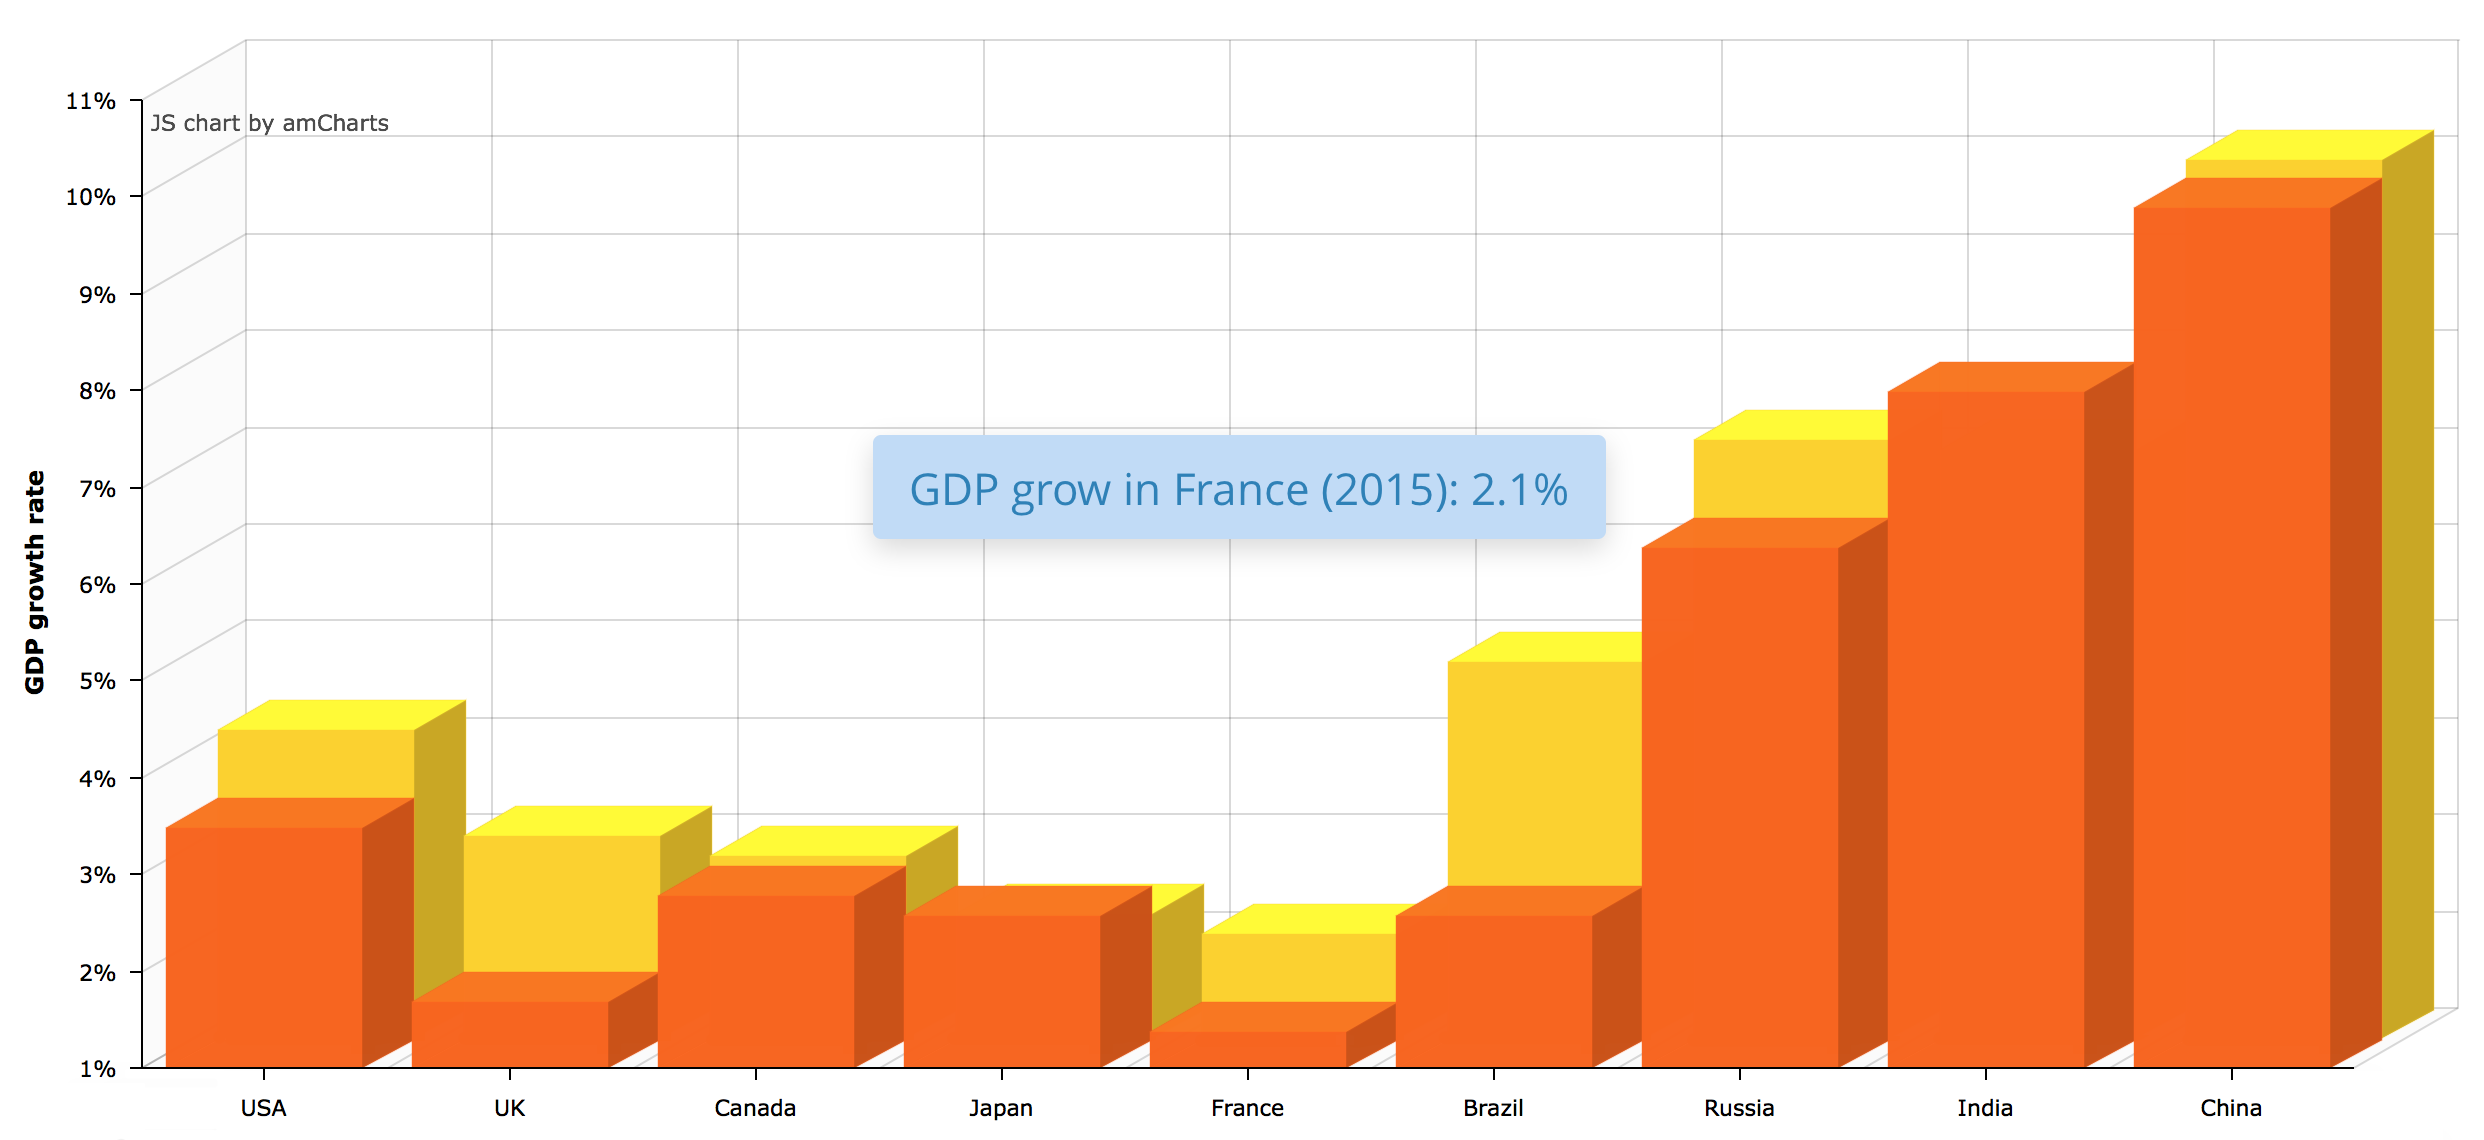 11%
JS chart by amCharts
10%
9%
8%
7%
6%
5%
4%
3%
2%
1%
GDP growth rate
GDP grow in France (2015): 2.1%
USA
UK
Canada
Japan
France
Brazil
Russia
India
China